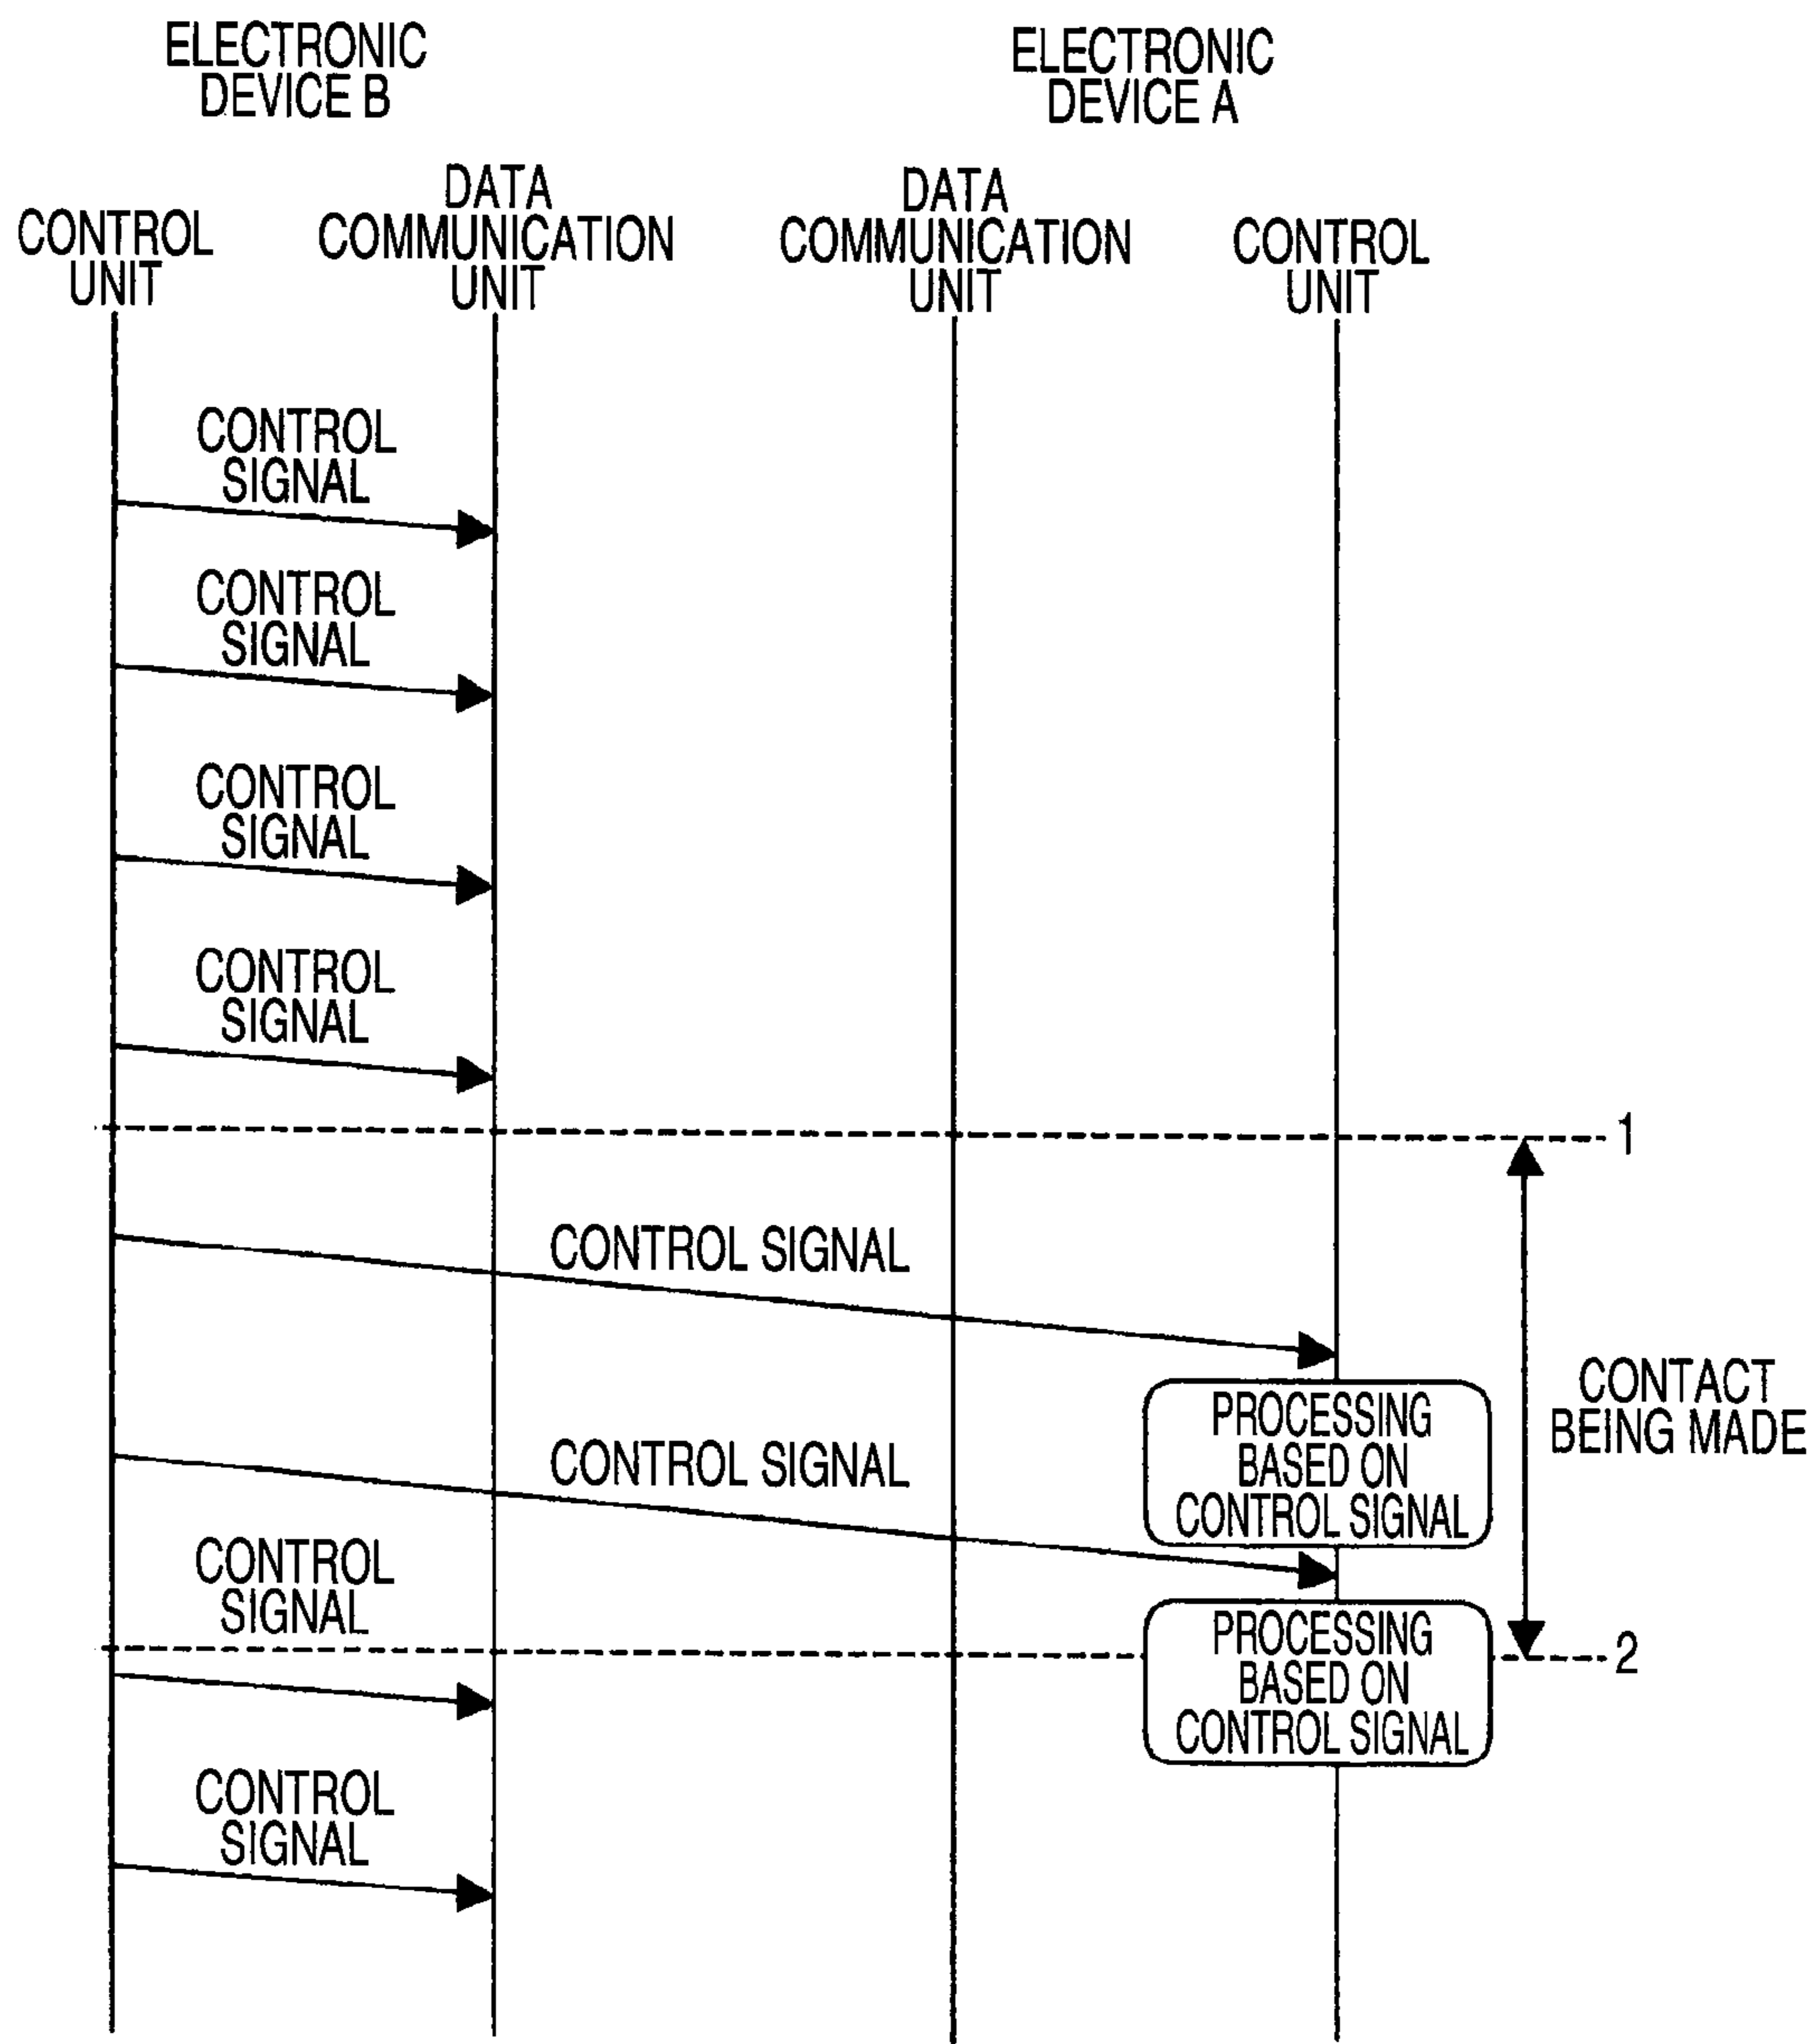 ELECTRONIC
DEVICE B
ELECTRONIC
DEVICE A
CONTROL
UNIT
DATA
COMMUNICATION
UNIT
DATA
COMMUNICATION
UNIT
CONTROL
UNIT
CONTROL
SIGNAL
CONTROL
SIGNAL
CONTROL
SIGNAL
CONTROL
SIGNAL
1
CONTROL SIGNAL
CONTACT
BEING MADE
PROCESSING
BASED ON
CONTROL SIGNAL
CONTROL SIGNAL
CONTROL
SIGNAL
PROCESSING
BASED ON
CONTROL SIGNAL
2
CONTROL
SIGNAL